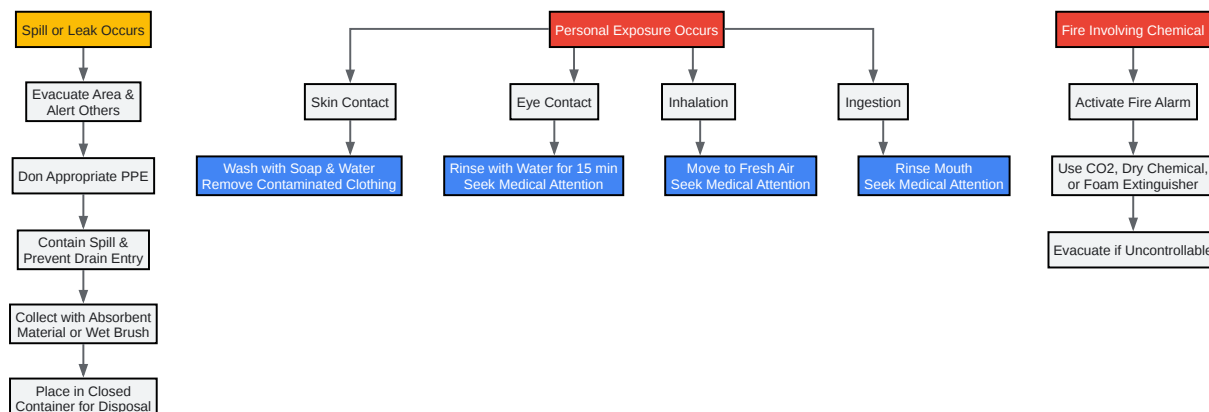 Spill or Leak Occurs
Evacuate Area &
Alert Others
Don Appropriate PPE
Contain Spill &
Prevent Drain Entry
Collect with Absorbent
Material or Wet Brush
Place in Closed
Container for Disposal
Personal Exposure Occurs
Skin Contact
Wash with Soap & Water
Remove Contaminated Clothing
Eye Contact
Rinse with Water for 15 min
Seek Medical Attention
Inhalation
Move to Fresh Air
Seek Medical Attention
Ingestion
Rinse Mouth
Seek Medical Attention
Fire Involving Chemical
Activate Fire Alarm
Use CO2, Dry Chemical,
or Foam Extinguisher
Evacuate if Uncontrollable